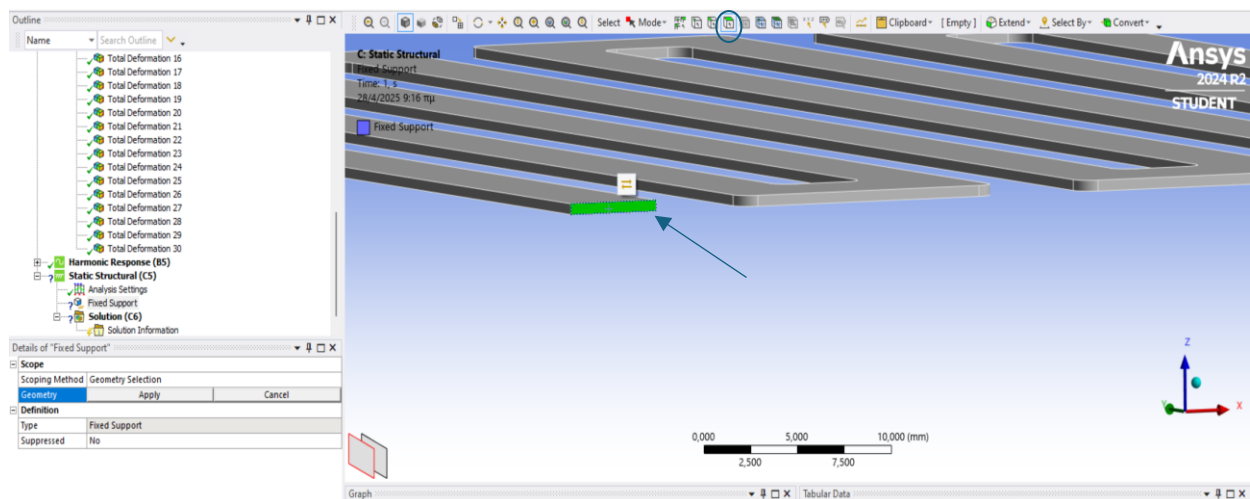 Outline
Name
Search Outline
Total Deformation 16
Total Deformation 17
Total Deformation 18
Total Deformation 19
Total Deformation 20
Total Deformation 21
Total Deformation 22
Total Deformation 23
Total Deformation 24
Total Deformation 25
Total Deformation 26
Total Deformation 27
Total Deformation 28
Total Deformation 29
Total Deformation 30
Harmonic Response (B5)
Static Structural (C5)
Analysis Settings
Fixed Support
Solution (C6)
Solution Information
Details of "Fixed Support"
Scope
Scoping Method Geometry Selection
Geometry Apply Cancel
Definition
Type Fixed Support
Suppressed No
Select Mode Clipboard [ Empty ] Extend Select By Convert
C: Static Structural
Fixed Support
Time: 1, s
28/4/2025 9:16 πμ
Fixed Support
Ansys
2024 R2
STUDENT
Z
Y
X
0,000 5,000 10,000 (mm)
2,500 7,500
Graph
Tabular Data